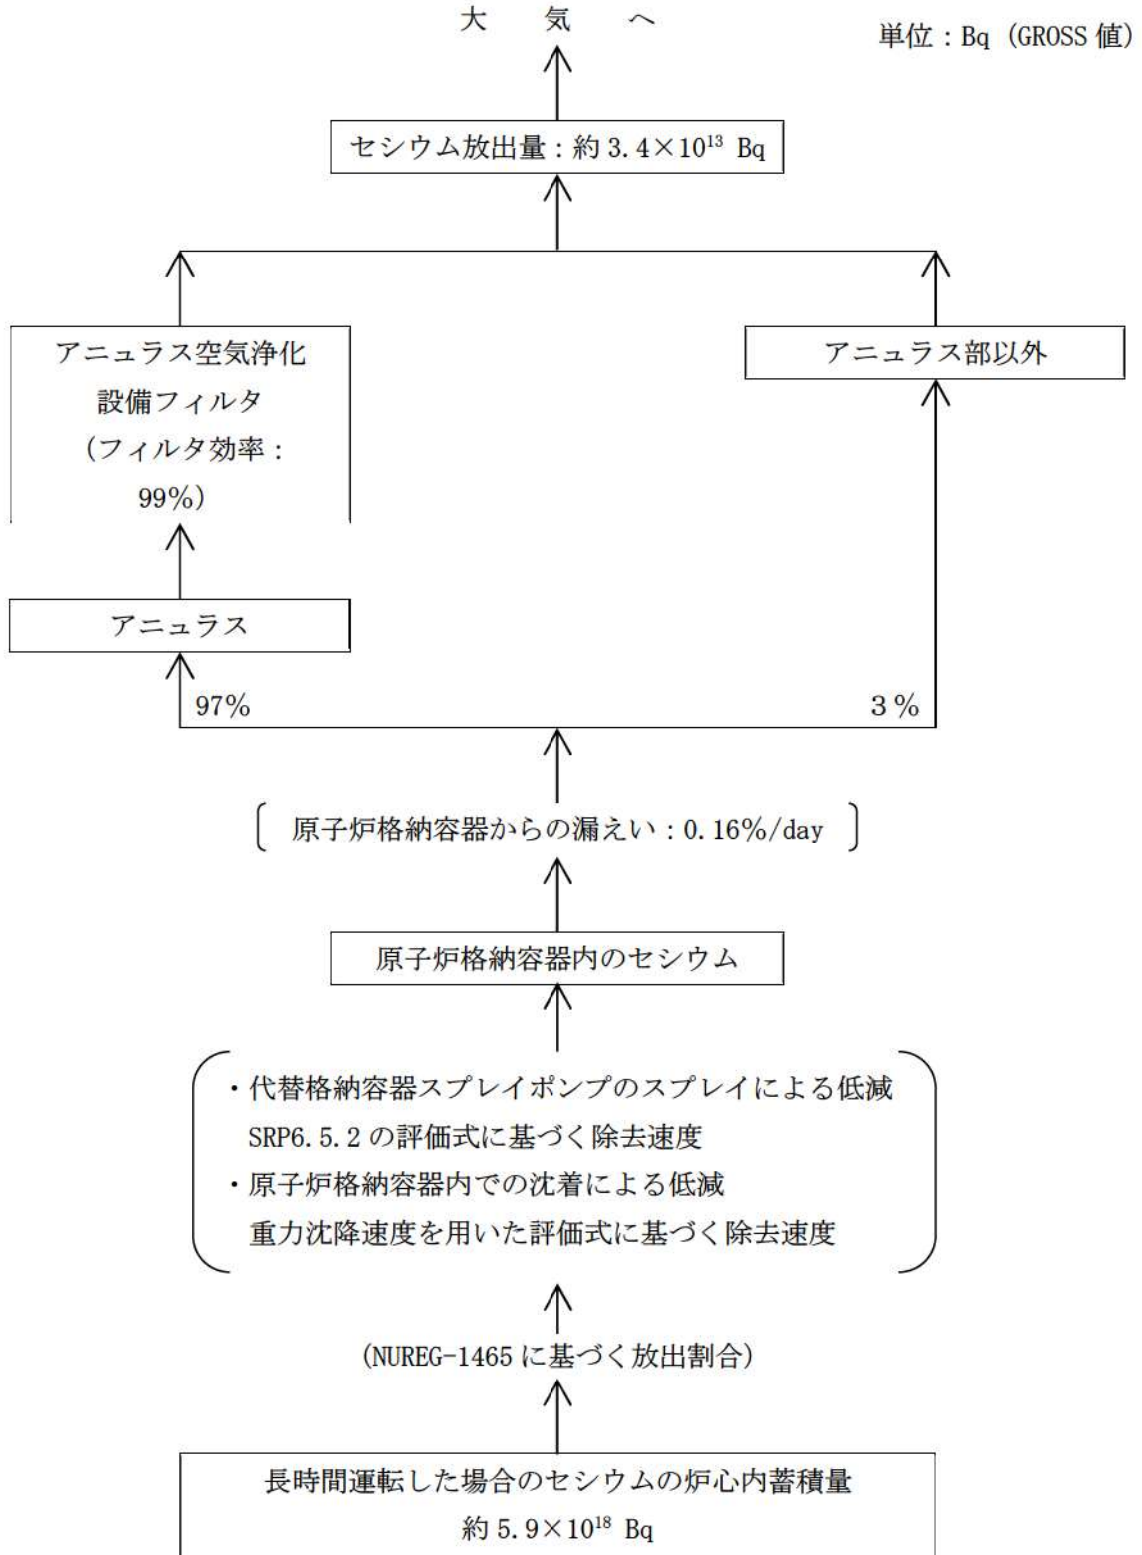 大 気 へ
単位：Bq (GROSS 値)
セシウム放出量：約 3.4×10¹³ Bq
アニュラス空気浄化
設備フィルタ
(フィルタ効率：
99%)
アニュラス部以外
アニュラス
97%
３%
〔 原子炉格納容器からの漏えい：0.16%/day 〕
原子炉格納容器内のセシウム
・代替格納容器スプレイポンプのスプレイによる低減
SRP6.5.2 の評価式に基づく除去速度
・原子炉格納容器内での沈着による低減
重力沈降速度を用いた評価式に基づく除去速度
(NUREG-1465 に基づく放出割合)
長時間運転した場合のセシウムの炉心内蓄積量
約 5.9×10¹⁸ Bq